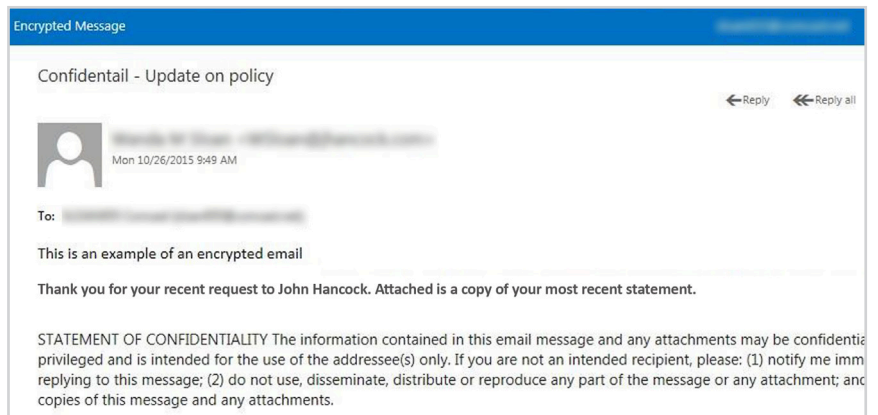 Encrypted Message
Confidentail - Update on policy
Reply Reply all
Mon 10/26/2015 9:49 AM
To:
This is an example of an encrypted email
Thank you for your recent request to John Hancock. Attached is a copy of your most recent statement.
STATEMENT OF CONFIDENTIALITY The information contained in this email message and any attachments may be confidentia
privileged and is intended for the use of the addressee(s) only. If you are not an intended recipient, please: (1) notify me imm
replying to this message; (2) do not use, disseminate, distribute or reproduce any part of the message or any attachment; and
copies of this message and any attachments.